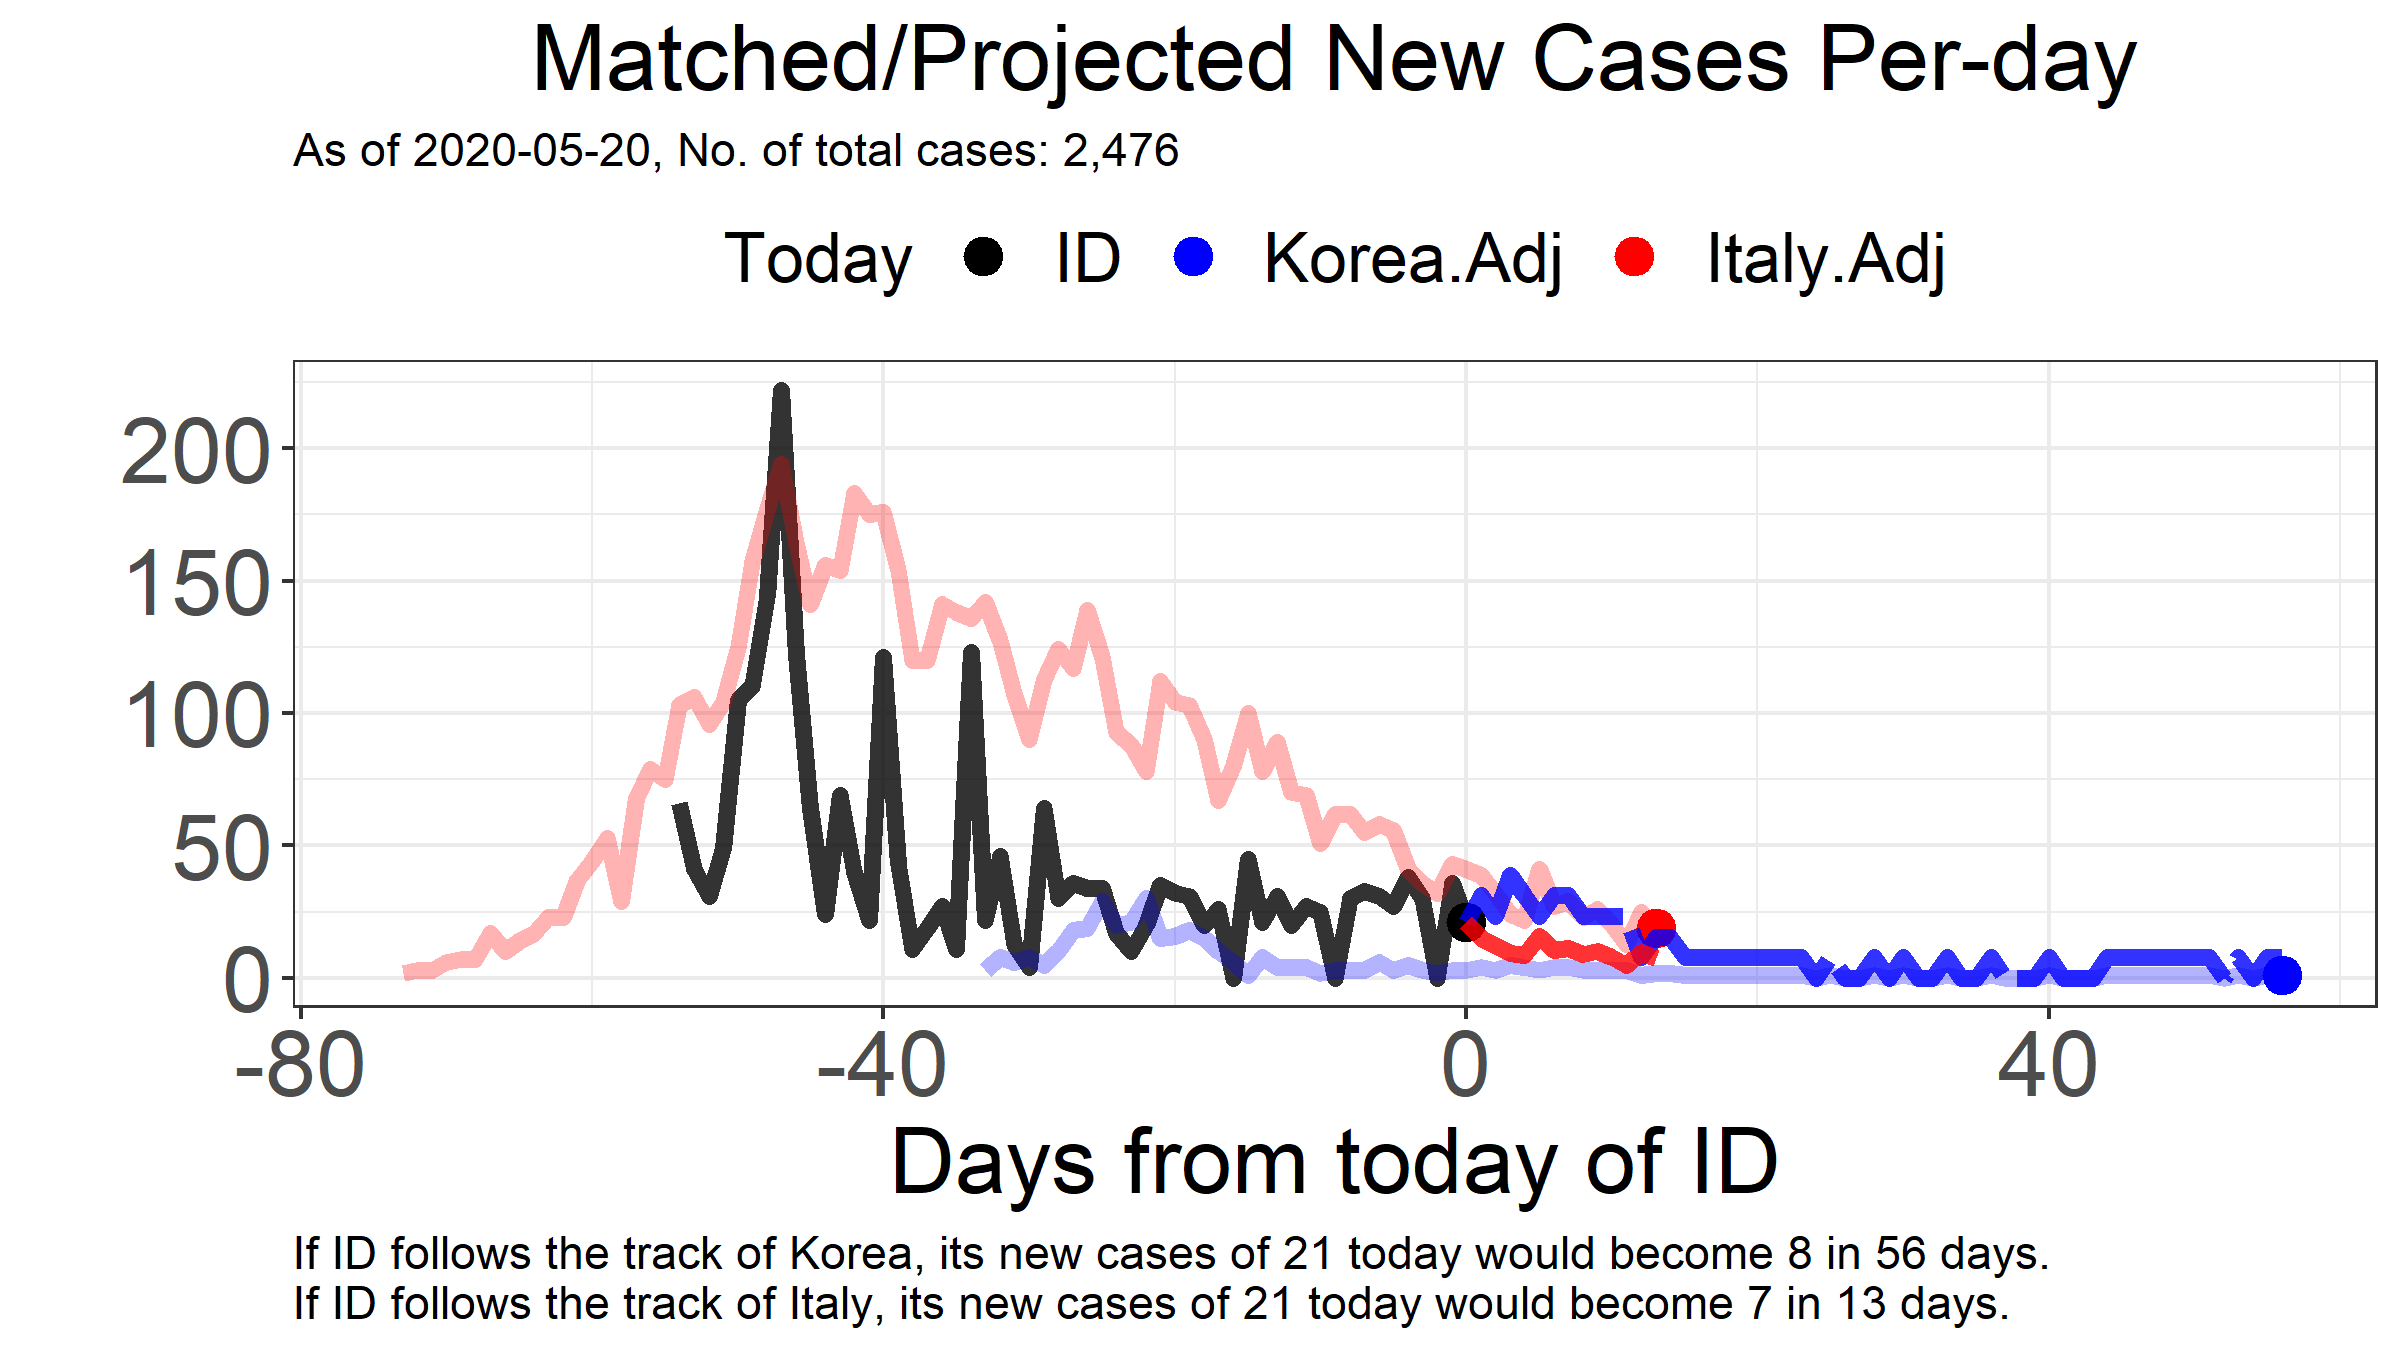 Matched/Projected New Cases Per-day
As of 2020-05-20, No. of total cases: 2,476
Today ID Korea.Adj Italy.Adj
200
150
100
50
0
-80 -40 0 40
Days from today of ID
If ID follows the track of Korea, its new cases of 21 today would become 8 in 56 days.
If ID follows the track of Italy, its new cases of 21 today would become 7 in 13 days.